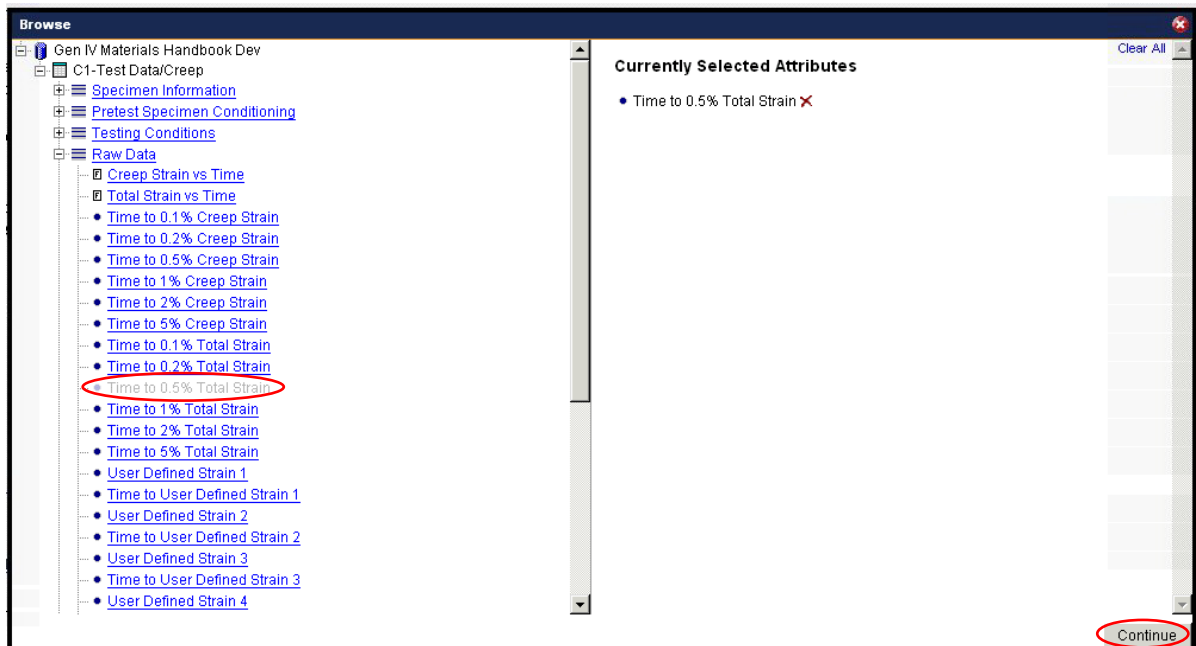 Browse
Gen IV Materials Handbook Dev
C1-Test Data/Creep
Specimen Information
Pretest Specimen Conditioning
Testing Conditions
Raw Data
Creep Strain vs Time
Total Strain vs Time
Time to 0.1% Creep Strain
Time to 0.2% Creep Strain
Time to 0.5% Creep Strain
Time to 1% Creep Strain
Time to 2% Creep Strain
Time to 5% Creep Strain
Time to 0.1% Total Strain
Time to 0.2% Total Strain
Time to 0.5% Total Strain
Time to 1% Total Strain
Time to 2% Total Strain
Time to 5% Total Strain
User Defined Strain 1
Time to User Defined Strain 1
User Defined Strain 2
Time to User Defined Strain 2
User Defined Strain 3
Time to User Defined Strain 3
User Defined Strain 4
Clear All
Currently Selected Attributes
Time to 0.5% Total Strain
Continue